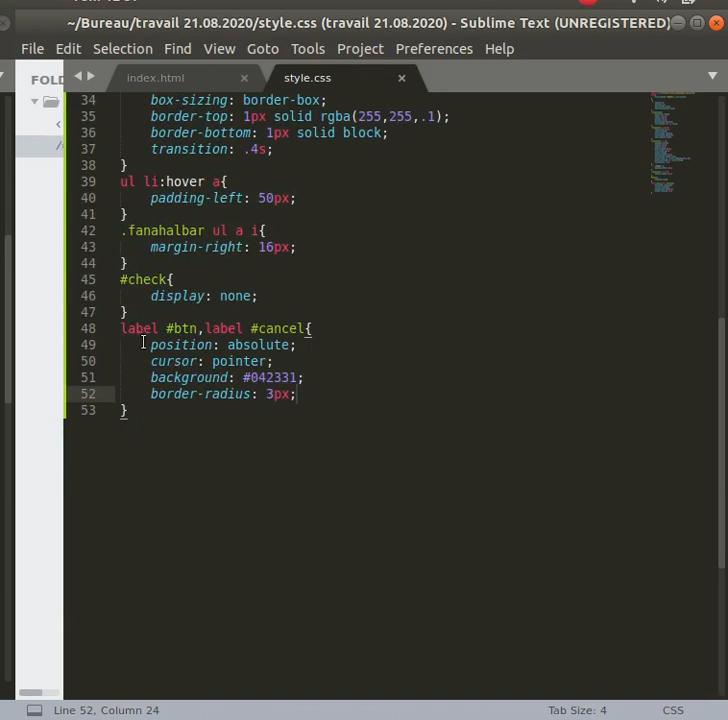 ~/Bureau/travail 21.08.2020/style.css (travail 21.08.2020) - Sublime Text (UNREGISTERED)
File Edit Selection Find View Goto Tools Project Preferences Help
FOLD
index.html
style.css
34 box-sizing: border-box;
35 border-top: 1px solid rgba(255,255,.1);
36 border-bottom: 1px solid block;
37 transition: .4s;
38 }
39 ul li:hover a{
40 padding-left: 50px;
41 }
42 .fanahalbar ul a i{
43 margin-right: 16px;
44 }
45 #check{
46 display: none;
47 }
48 label #btn,label #cancel{
49 position: absolute;
50 cursor: pointer;
51 background: #042331;
52 border-radius: 3px;
53 }
Line 52, Column 24
Tab Size: 4
CSS